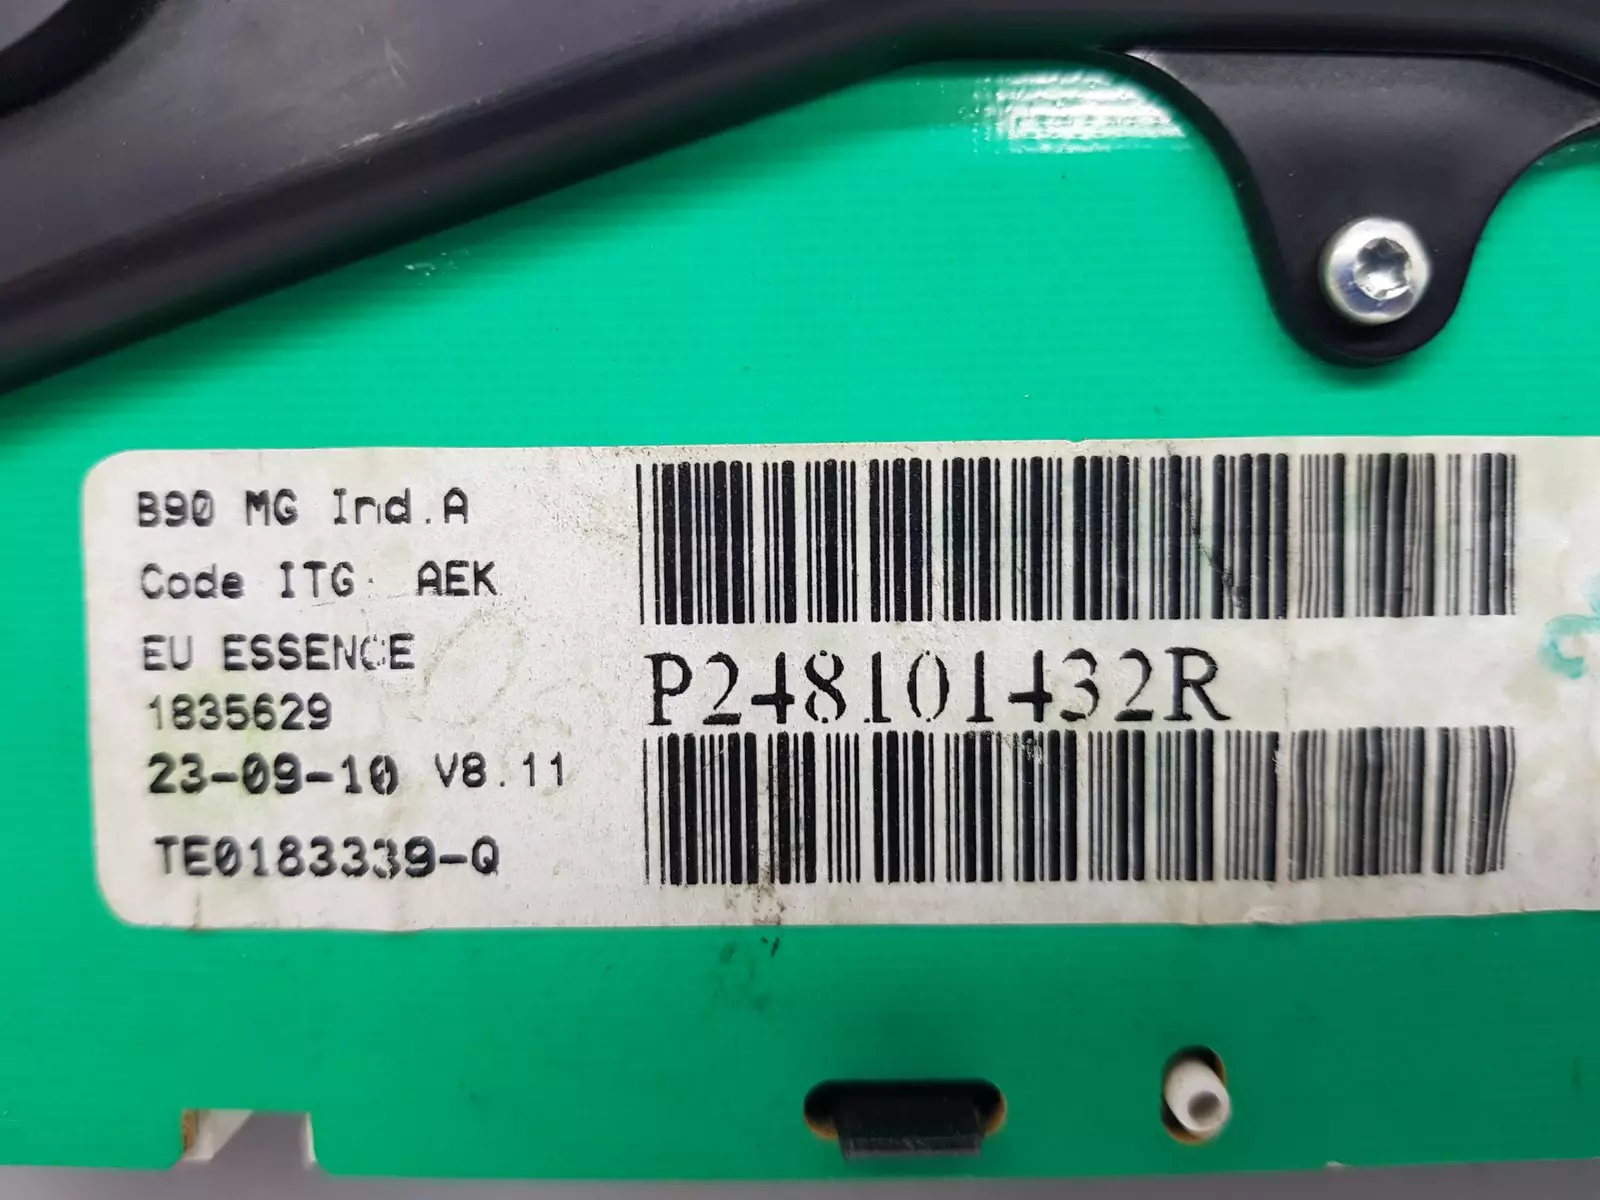 B90 MG Ind.A
Code ITG: AEK
EU ESSENCE
1835629
23-09-10 V8.11
TE0183339-Q
P248101432R